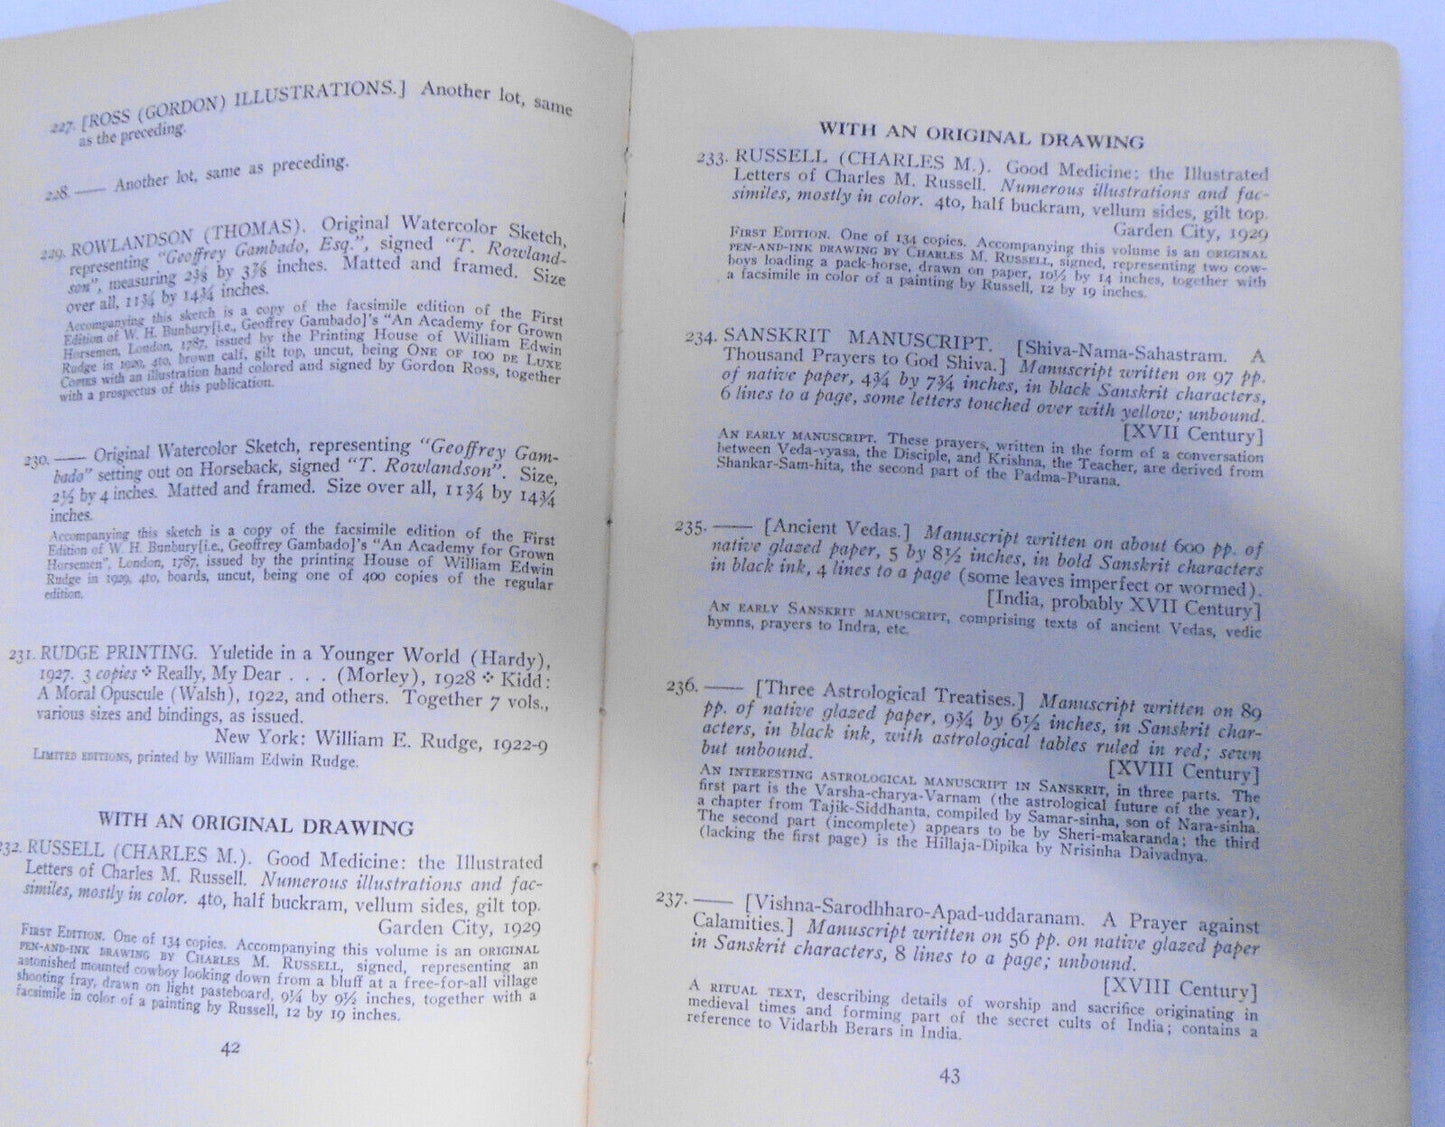 227. [ROSS (GORDON) ILLUSTRATIONS.] Another lot, same
as the preceding.
228. —— Another lot, same as preceding.
229. ROWLANDSON (THOMAS). Original Watercolor Sketch,
representing "Geoffrey Gambado, Esq.", signed "T. Rowland-
son", measuring 2⅜ by 3⅞ inches. Matted and framed. Size
over all, 11¾ by 14¾ inches.
Accompanying this sketch is a copy of the facsimile edition of the First
Edition of W. H. Bunbury[i.e., Geoffrey Gambado]'s "An Academy for Grown
Horsemen, London, 1787, issued by the Printing House of William Edwin
Rudge in 1929, 4to, brown calf, gilt top, uncut, being ONE OF 100 DE LUXE
COPIES with an illustration hand colored and signed by Gordon Ross, together
with a prospectus of this publication.
230. —— Original Watercolor Sketch, representing "Geoffrey Gam-
bado" setting out on Horseback, signed "T. Rowlandson". Size,
2½ by 4 inches. Matted and framed. Size over all, 11¾ by 14¾
inches.
Accompanying this sketch is a copy of the facsimile edition of the First
Edition of W. H. Bunbury[i.e., Geoffrey Gambado]'s "An Academy for Grown
Horsemen", London, 1787, issued by the printing House of William Edwin
Rudge in 1929, 4to, boards, uncut, being one of 400 copies of the regular
edition.
231. RUDGE PRINTING. Yuletide in a Younger World (Hardy),
1927. 3 copies ⁘ Really, My Dear . . . (Morley), 1928 ⁘ Kidd:
A Moral Opuscule (Walsh), 1922, and others. Together 7 vols.,
various sizes and bindings, as issued.
New York: William E. Rudge, 1922-9
LIMITED EDITIONS, printed by William Edwin Rudge.
WITH AN ORIGINAL DRAWING
232. RUSSELL (CHARLES M.). Good Medicine: the Illustrated
Letters of Charles M. Russell. Numerous illustrations and fac-
similes, mostly in color. 4to, half buckram, vellum sides, gilt top.
Garden City, 1929
FIRST EDITION. One of 134 copies. Accompanying this volume is an ORIGINAL
PEN-AND-INK DRAWING BY CHARLES M. RUSSELL, signed, representing an
astonished mounted cowboy looking down from a bluff at a free-for-all village
shooting fray, drawn on light pasteboard, 9¼ by 9½ inches, together with a
facsimile in color of a painting by Russell, 12 by 19 inches.
42
WITH AN ORIGINAL DRAWING
233. RUSSELL (CHARLES M.). Good Medicine: the Illustrated
Letters of Charles M. Russell. Numerous illustrations and fac-
similes, mostly in color. 4to, half buckram, vellum sides, gilt top.
Garden City, 1929
FIRST EDITION. One of 134 copies. Accompanying this volume is an ORIGINAL
PEN-AND-INK DRAWING BY CHARLES M. RUSSELL, signed, representing two cow-
boys loading a pack-horse, drawn on paper, 10½ by 14 inches, together with
a facsimile in color of a painting by Russell, 12 by 19 inches.
234. SANSKRIT MANUSCRIPT. [Shiva-Nama-Sahastram. A
Thousand Prayers to God Shiva.] Manuscript written on 97 pp.
of native paper, 4¾ by 7¾ inches, in black Sanskrit characters,
6 lines to a page, some letters touched over with yellow; unbound.
[XVII Century]
AN EARLY MANUSCRIPT. These prayers, written in the form of a conversation
between Veda-vyasa, the Disciple, and Krishna, the Teacher, are derived from
Shankar-Sam-hita, the second part of the Padma-Purana.
235. —— [Ancient Vedas.] Manuscript written on about 600 pp. of
native glazed paper, 5 by 8½ inches, in bold Sanskrit characters
in black ink, 4 lines to a page (some leaves imperfect or wormed).
[India, probably XVII Century]
AN EARLY SANSKRIT MANUSCRIPT, comprising texts of ancient Vedas, vedic
hymns, prayers to Indra, etc.
236. —— [Three Astrological Treatises.] Manuscript written on 89
pp. of native glazed paper, 9¾ by 6½ inches, in Sanskrit char-
acters, in black ink, with astrological tables ruled in red; sewn
but unbound.
[XVIII Century]
AN INTERESTING ASTROLOGICAL MANUSCRIPT IN SANSKRIT, in three parts. The
first part is the Varsha-charya-Varnam (the astrological future of the year),
a chapter from Tajik-Siddhanta, compiled by Samar-sinha, son of Nara-sinha.
The second part (incomplete) appears to be by Sheri-makaranda; the third
(lacking the first page) is the Hillaja-Dipika by Nrisinha Daivadnya.
237. —— [Vishna-Sarodhharo-Apad-uddaranam. A Prayer against
Calamities.] Manuscript written on 56 pp. on native glazed paper
in Sanskrit characters, 8 lines to a page; unbound.
[XVIII Century]
A RITUAL TEXT, describing details of worship and sacrifice originating in
medieval times and forming part of the secret cults of India; contains a
reference to Vidarbh Berars in India.
43